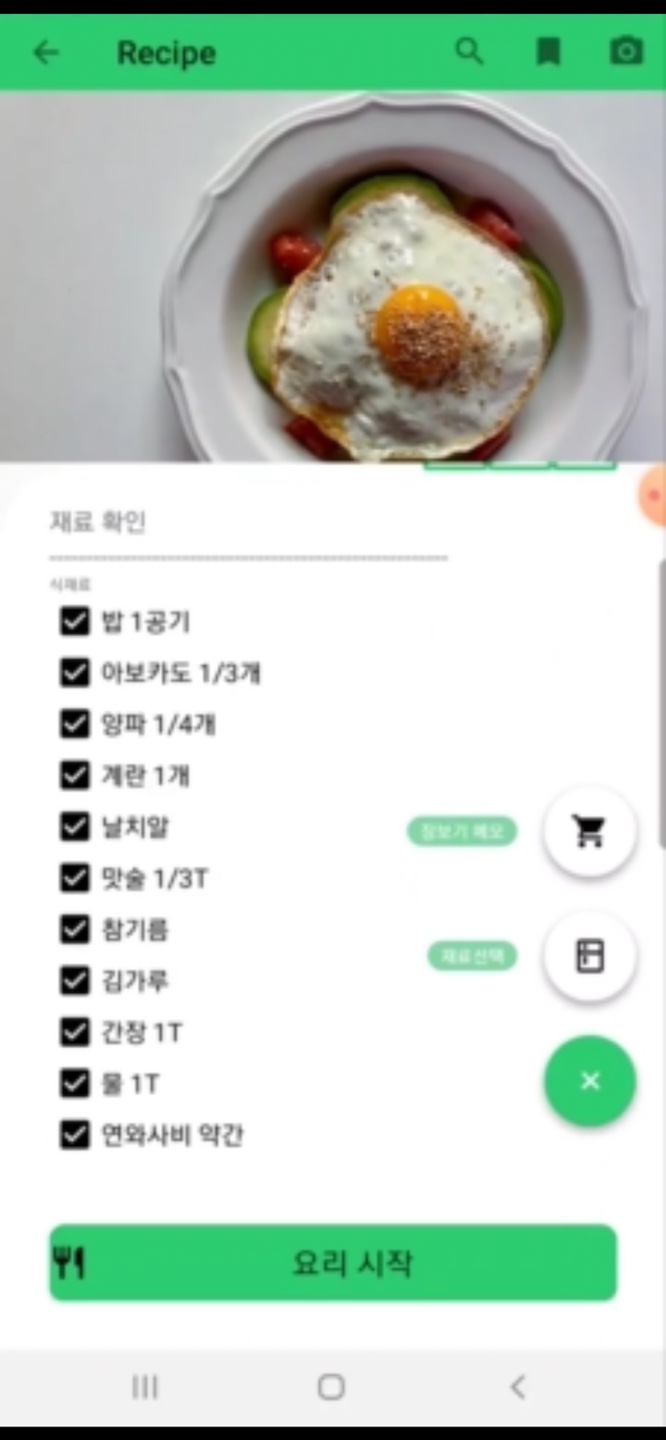 Recipe
재료 확인
식재료
밥 1공기
아보카도 1/3개
양파 1/4개
계란 1개
날치알
장보기 메모
맛술 1/3T
참기름
재료선택
김가루
간장 1T
물 1T
연와사비 약간
요리 시작